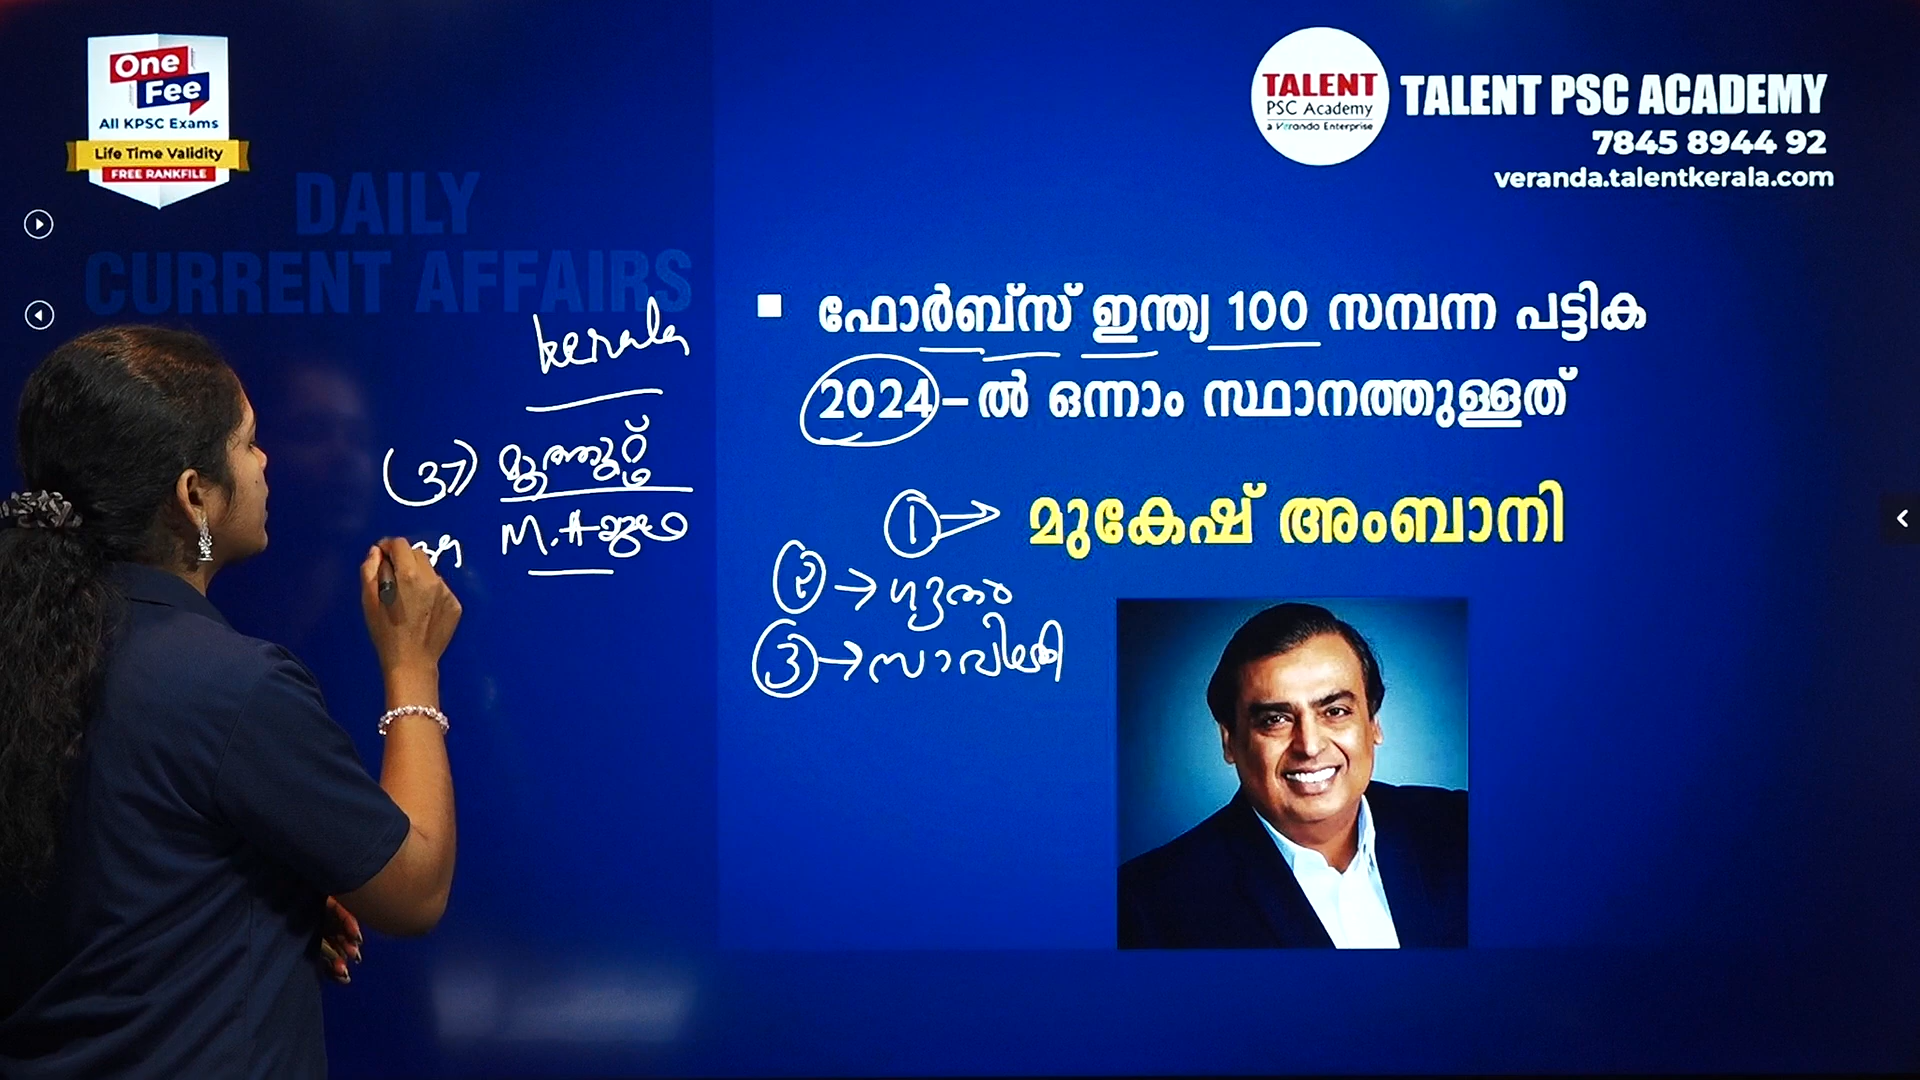 One
Fee
All KPSC Exams
Life Time Validity
FREE RANKFILE
TALENT
PSC Academy
a Veranda Enterprise
TALENT PSC ACADEMY
7845 8944 92
veranda.talentkerala.com
DAILY
CURRENT AFFAIRS
ഫോർബ്സ് ഇന്ത്യ 100 സമ്പന്ന പട്ടിക
2024-ൽ ഒന്നാം സ്ഥാനത്തുള്ളത്
① മുകേഷ് അംബാനി
② ഗൗതം
③ സാവിത്രി
kerala
(37) മുത്തൂറ്റ്
M.A